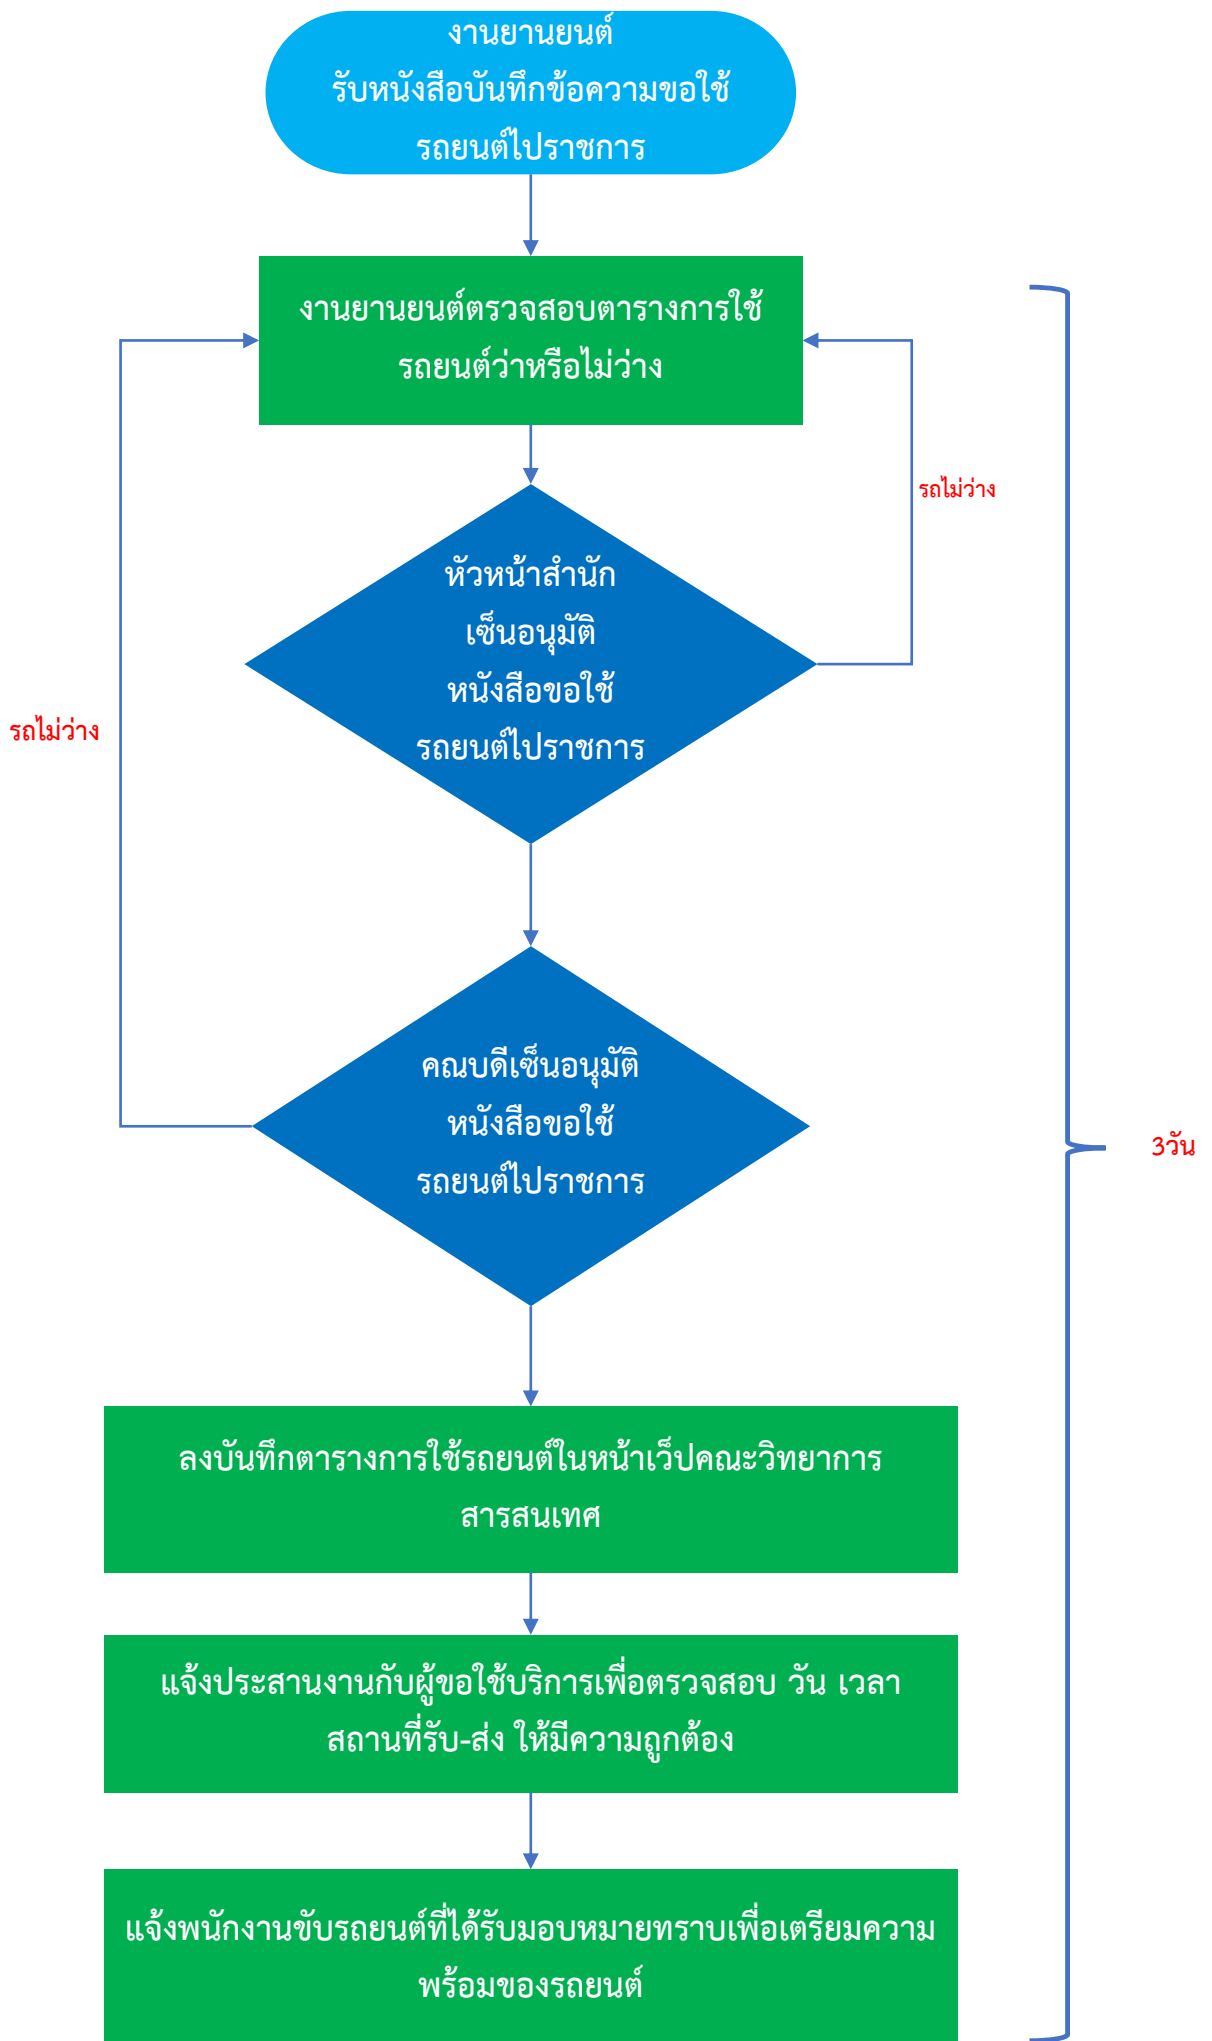 งานยานยนต์
รับหนังสือบันทึกข้อความขอใช้
รถยนต์ไปราชการ
งานยานยนต์ตรวจสอบตารางการใช้
รถยนต์ว่าหรือไม่ว่าง
รถไม่ว่าง
หัวหน้าสำนัก
เซ็นอนุมัติ
หนังสือขอใช้
รถยนต์ไปราชการ
รถไม่ว่าง
คณบดีเซ็นอนุมัติ
หนังสือขอใช้
รถยนต์ไปราชการ
3วัน
ลงบันทึกตารางการใช้รถยนต์ในหน้าเว็ปคณะวิทยาการ
สารสนเทศ
แจ้งประสานงานกับผู้ขอใช้บริการเพื่อตรวจสอบ วัน เวลา
สถานที่รับ-ส่ง ให้มีความถูกต้อง
แจ้งพนักงานขับรถยนต์ที่ได้รับมอบหมายทราบเพื่อเตรียมความ
พร้อมของรถยนต์